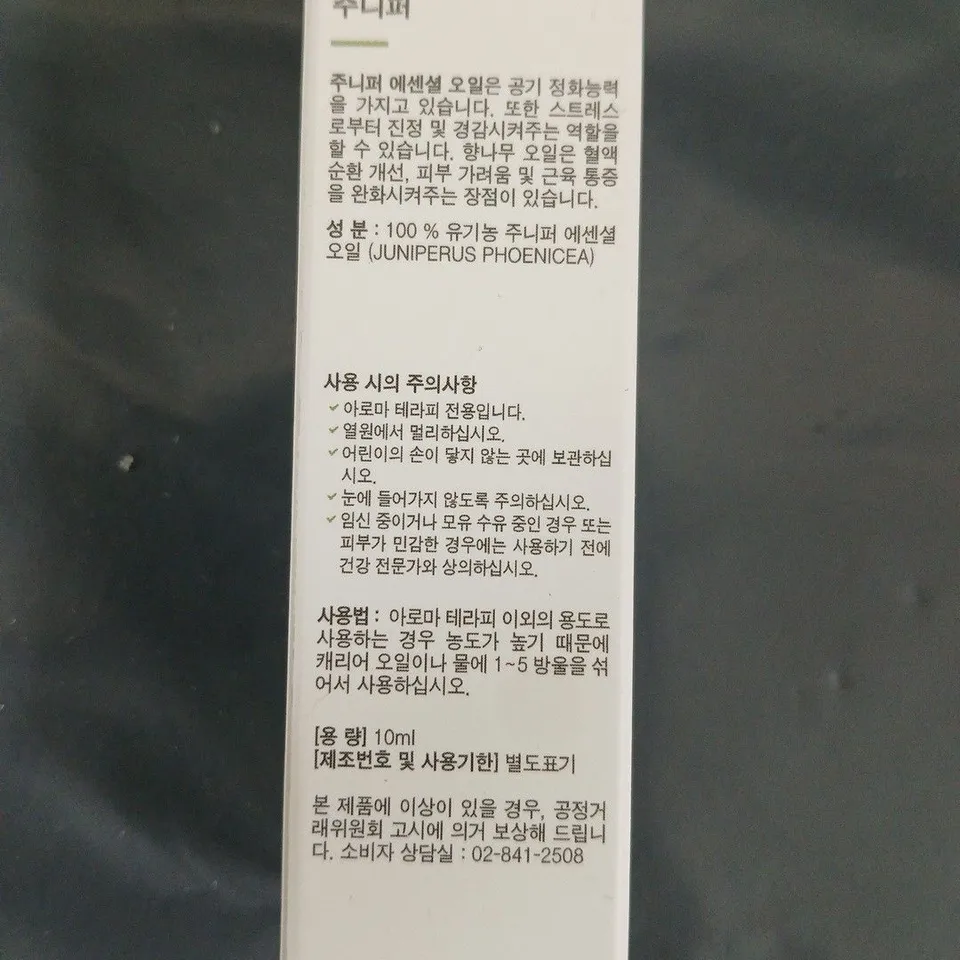 주니퍼
주니퍼 에센셜 오일은 공기 정화능력
을 가지고 있습니다. 또한 스트레스
로부터 진정 및 경감시켜주는 역할을
할 수 있습니다. 향나무 오일은 혈액
순환 개선, 피부 가려움 및 근육 통증
을 완화시켜주는 장점이 있습니다.
성 분 : 100 % 유기농 주니퍼 에센셜
오일 (JUNIPERUS PHOENICEA)
사용 시의 주의사항
✓아로마 테라피 전용입니다.
✓열원에서 멀리하십시오.
✓어린이의 손이 닿지 않는 곳에 보관하십
시오.
✓눈에 들어가지 않도록 주의하십시오.
✓임신 중이거나 모유 수유 중인 경우 또는
피부가 민감한 경우에는 사용하기 전에
건강 전문가와 상의하십시오.
사용법 : 아로마 테라피 이외의 용도로
사용하는 경우 농도가 높기 때문에
캐리어 오일이나 물에 1~5 방울을 섞
어서 사용하십시오.
[용 량] 10ml
[제조번호 및 사용기한] 별도표기
본 제품에 이상이 있을 경우, 공정거
래위원회 고시에 의거 보상해 드립니
다. 소비자 상담실 : 02-841-2508